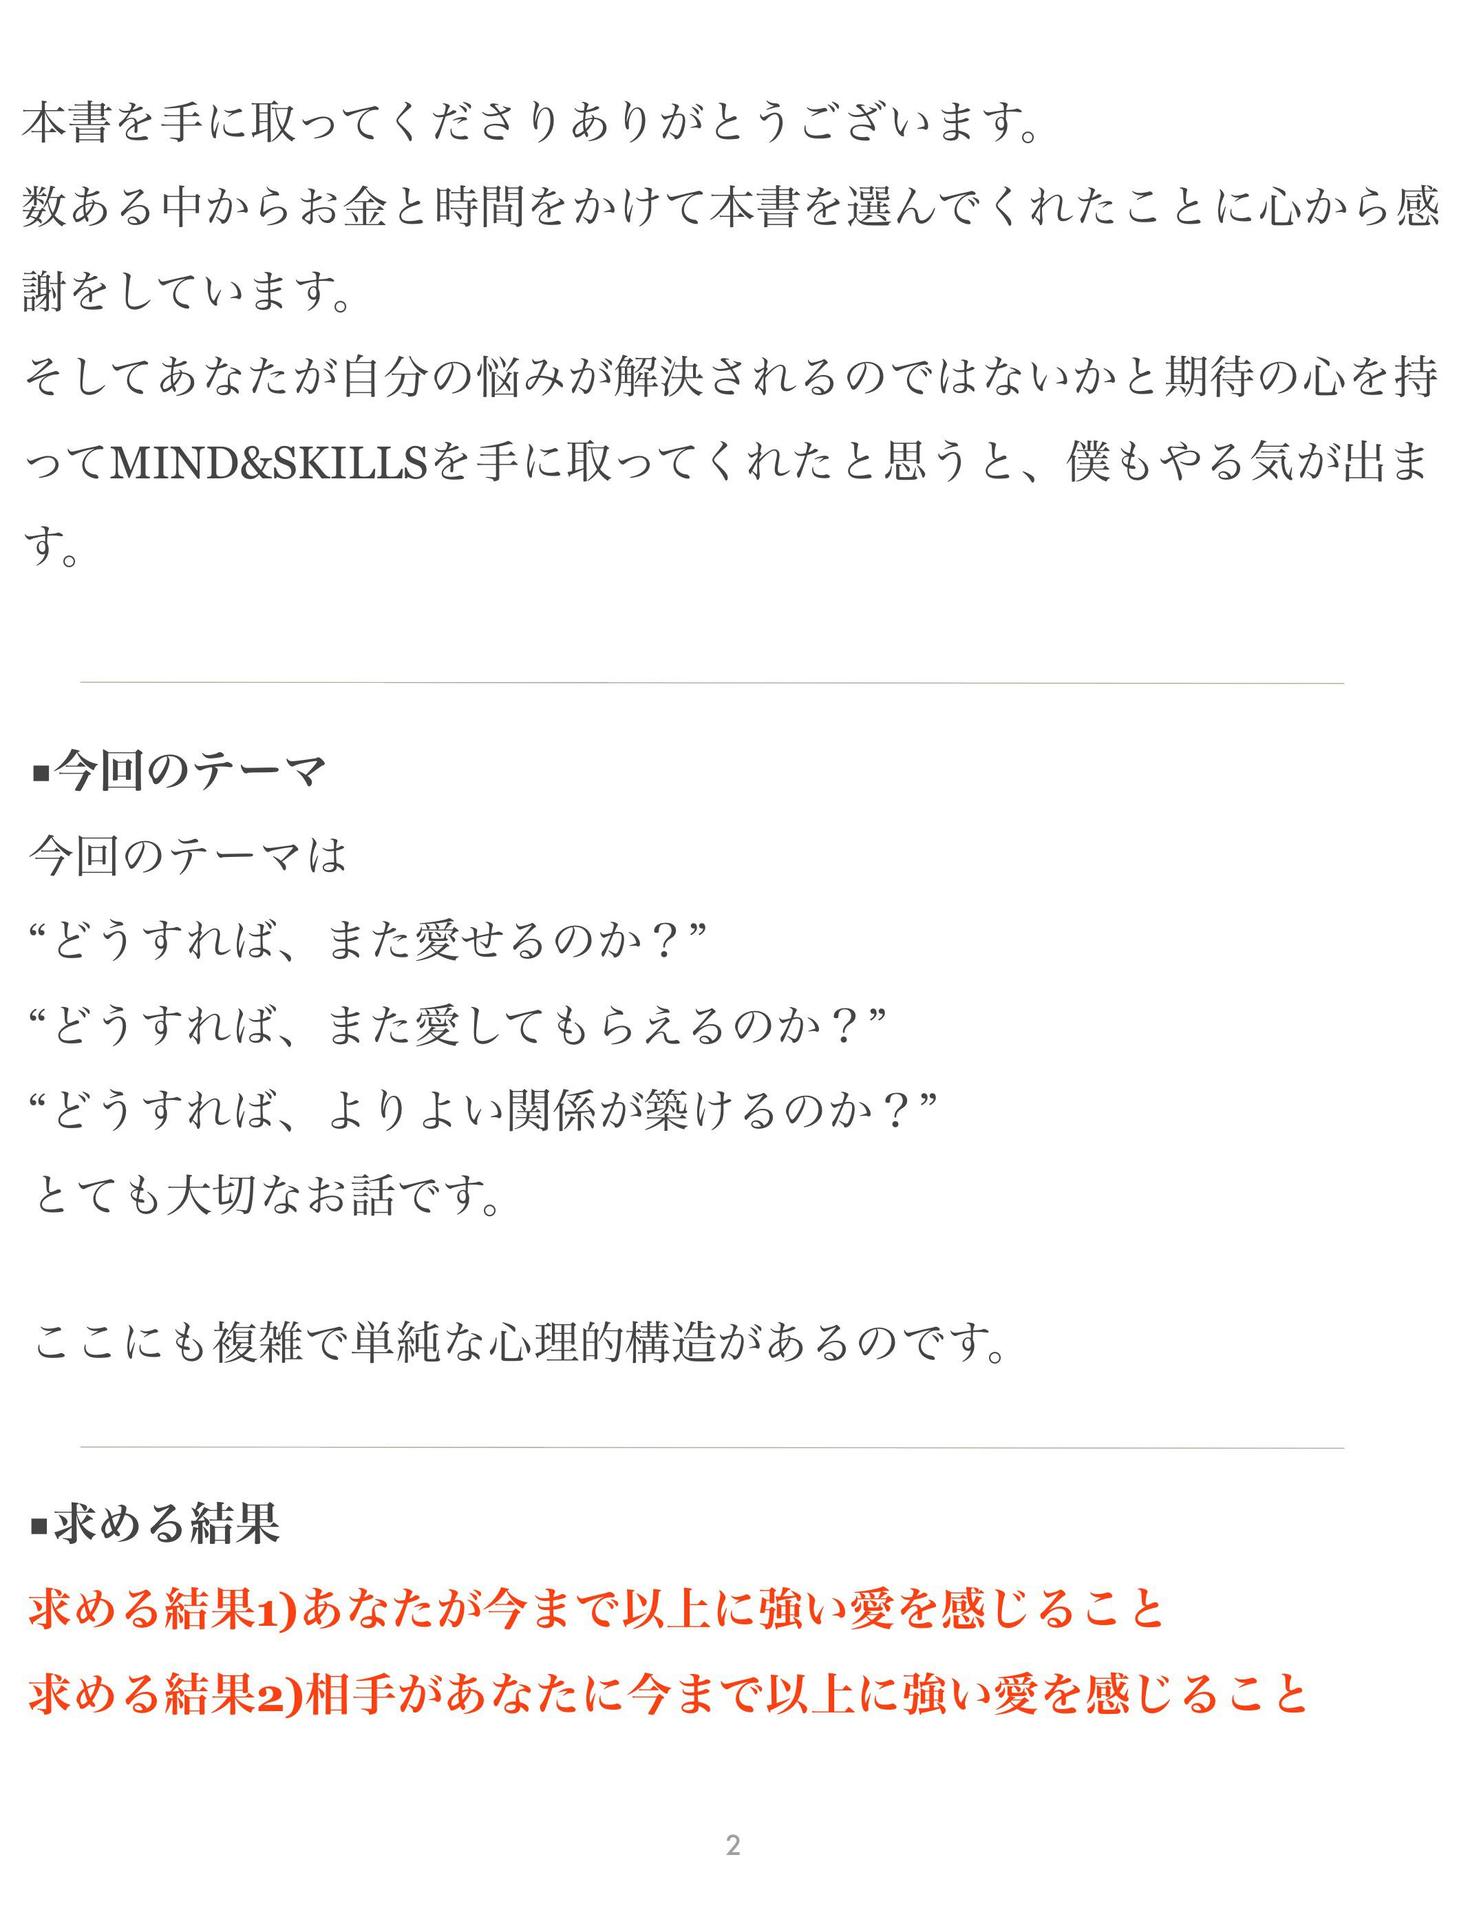 本書を手に取ってくださりありがとうございます。
数ある中からお金と時間をかけて本書を選んでくれたことに心から感
謝をしています。
そしてあなたが自分の悩みが解決されるのではないかと期待の心を持
ってMIND&SKILLSを手に取ってくれたと思うと、僕もやる気が出ま
す。
▪今回のテーマ
今回のテーマは
“どうすれば、また愛せるのか？”
“どうすれば、また愛してもらえるのか？”
“どうすれば、よりよい関係が築けるのか？”
とても大切なお話です。
ここにも複雑で単純な心理的構造があるのです。
▪求める結果
求める結果1)あなたが今まで以上に強い愛を感じること
求める結果2)相手があなたに今まで以上に強い愛を感じること
2